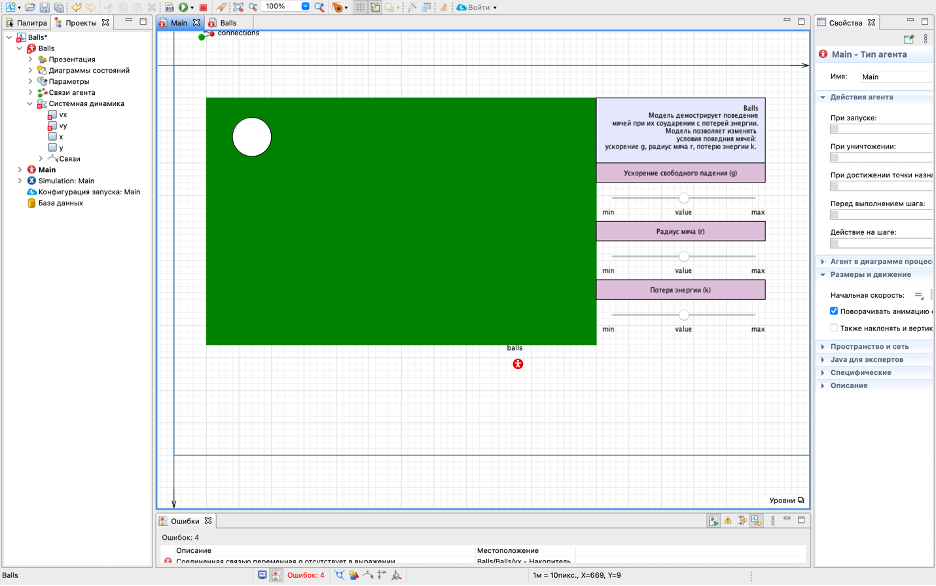 100%
Войти
Палитра
Проекты
Main
Balls
Свойства
Balls*
Balls
Презентация
Диаграммы состояний
Параметры
Связи агента
Системная динамика
vx
vy
x
y
Связи
Main
Simulation: Main
Конфигурация запуска: Main
База данных
connections
Balls
Модель демострирует поведение
мячей при их соударении с потерей энергии.
Модель позволяет изменять
условия поведния мячей:
ускорение g, радиус мяча r, потерю энергии k.
Ускорение свободного падения (g)
min value max
Радиус мяча (r)
min value max
Потеря энергии (k)
min value max
balls
Уровни
Main - Тип агента
Имя: Main
Действия агента
При запуске:
При уничтожении:
При достижении точки назна
Перед выполнением шага:
Действие на шаге:
Агент в диаграмме процес
Размеры и движение
Начальная скорость:
Поворачивать анимацию
Также наклонять и вертик
Пространство и сеть
Java для экспертов
Специфические
Описание
Ошибки
Ошибок: 4
Описание Местоположение
Соединенная связью переменная g отсутствует в выражении Balls/Balls/vx - Накопитель
Balls
Ошибок: 4
1м = 10пикс., X=669, Y=9